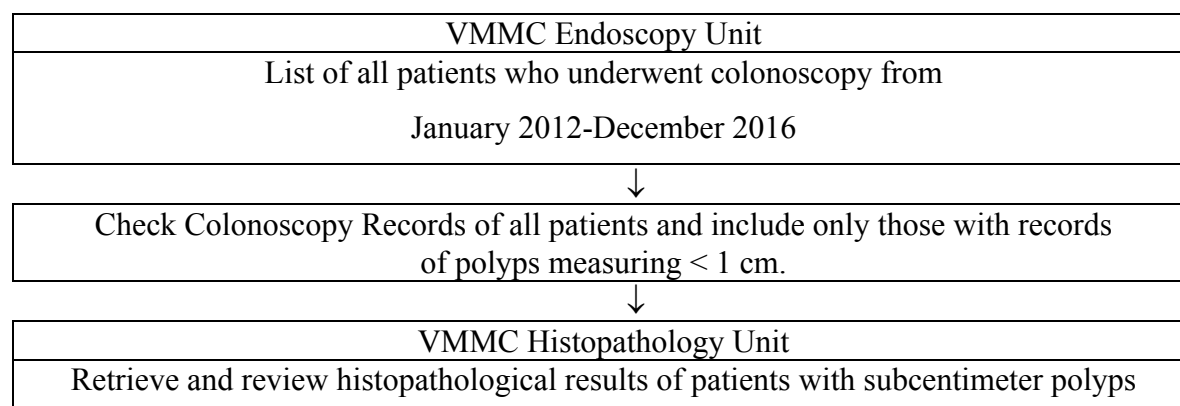 VMMC Endoscopy Unit
List of all patients who underwent colonoscopy from
January 2012-December 2016
↓
Check Colonoscopy Records of all patients and include only those with records
of polyps measuring < 1 cm.
↓
VMMC Histopathology Unit
Retrieve and review histopathological results of patients with subcentimeter polyps